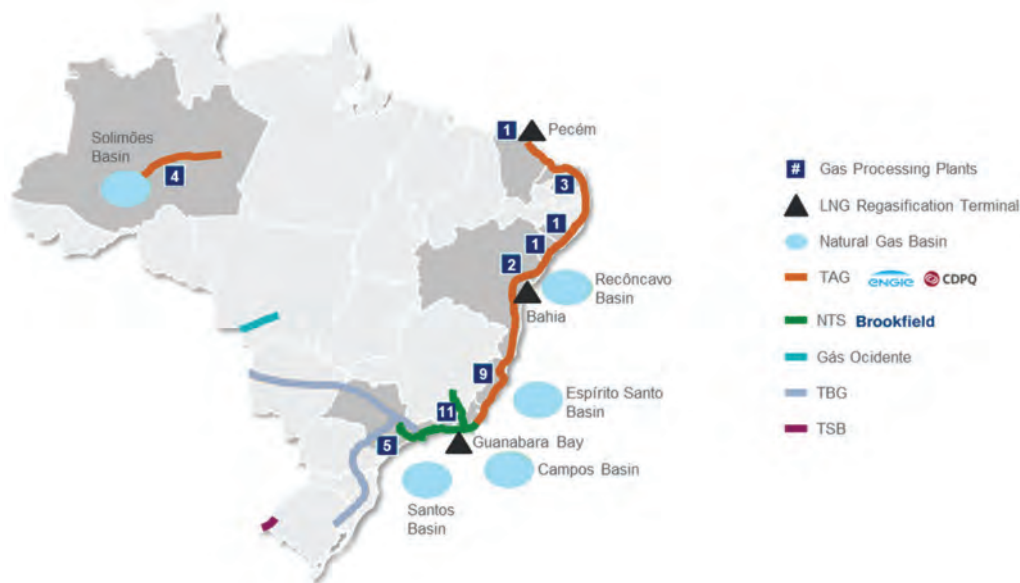 Solimões
Basin
4
1
Pecém
3
1
1
2
Recôncavo
Basin
Bahia
9
Espírito Santo
Basin
11
5
Guanabara Bay
Campos Basin
Santos
Basin
# Gas Processing Plants
LNG Regasification Terminal
Natural Gas Basin
TAG ENGIE CDPQ
NTS Brookfield
Gás Ocidente
TBG
TSB